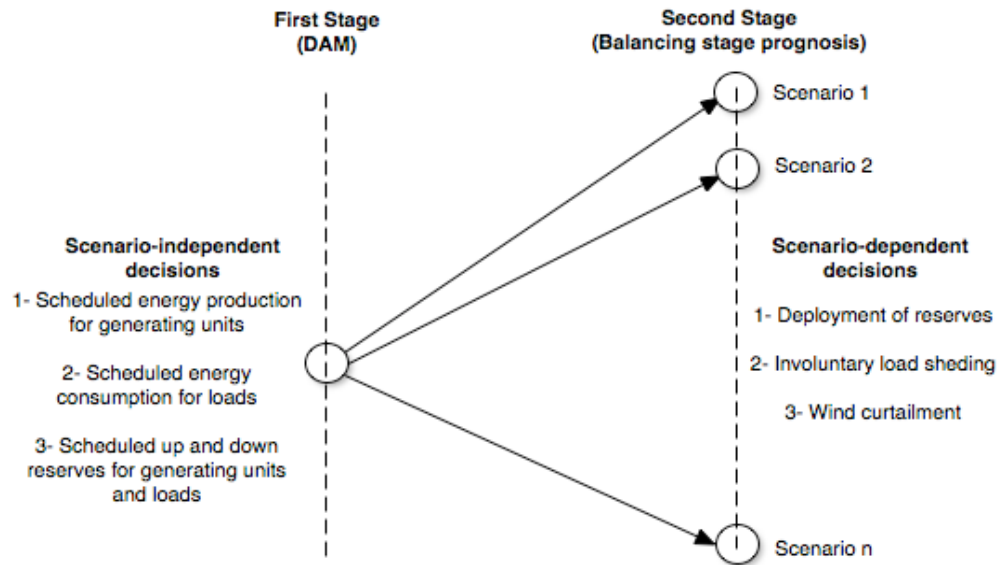 First Stage
(DAM)
Second Stage
(Balancing stage prognosis)
Scenario 1
Scenario 2
Scenario-independent
decisions
1- Scheduled energy production
for generating units
2- Scheduled energy
consumption for loads
3- Scheduled up and down
reserves for generating units
and loads
Scenario-dependent
decisions
1- Deployment of reserves
2- Involuntary load sheding
3- Wind curtailment
Scenario n